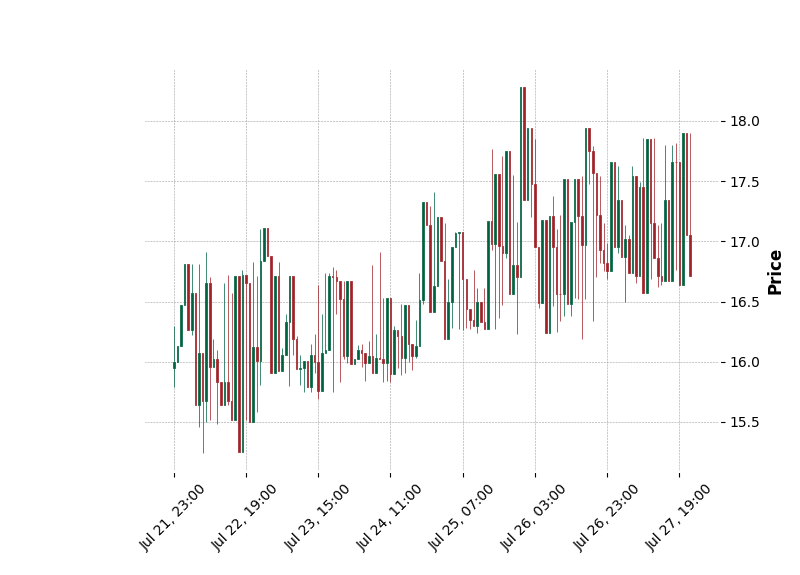 18.0
17.5
17.0
16.5
16.0
15.5
Price
Jul 21, 23:00
Jul 22, 19:00
Jul 23, 15:00
Jul 24, 11:00
Jul 25, 07:00
Jul 26, 03:00
Jul 26, 23:00
Jul 27, 19:00